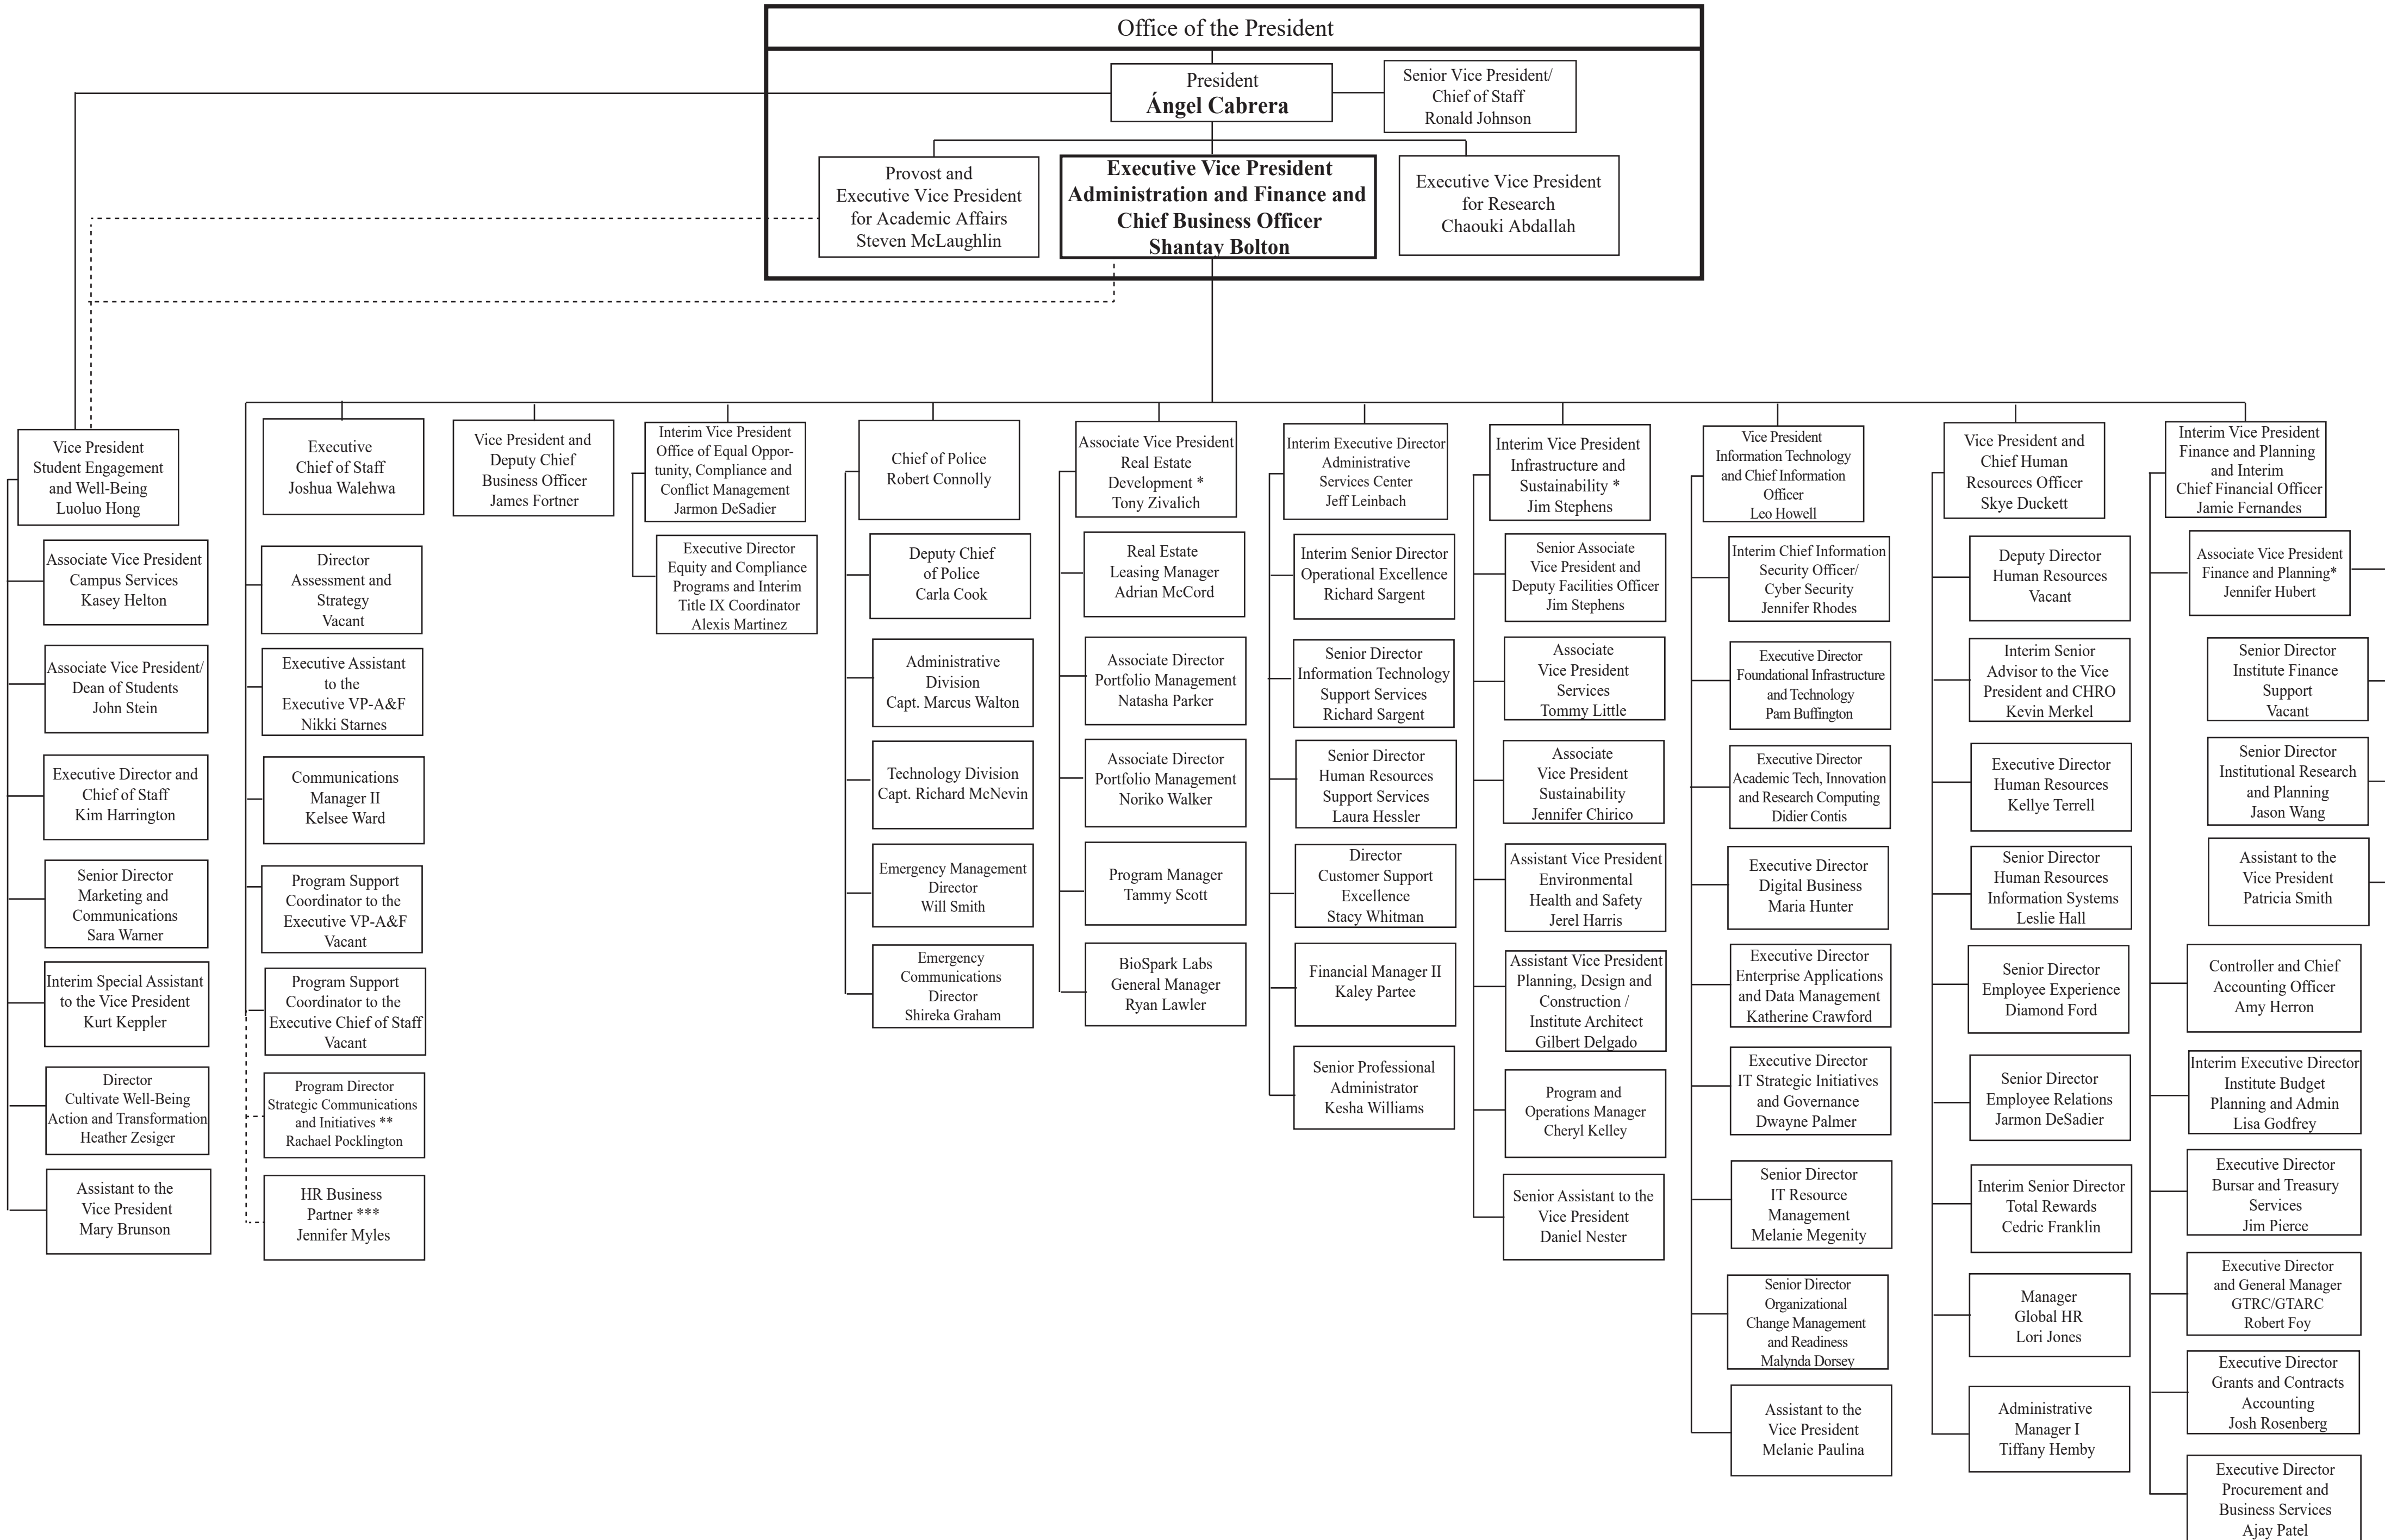 Office of the President
President
Ángel Cabrera
Senior Vice President/
Chief of Staff
Ronald Johnson
Provost and
Executive Vice President
for Academic Affairs
Steven McLaughlin
Executive Vice President
Administration and Finance and
Chief Business Officer
Shantay Bolton
Executive Vice President
for Research
Chaouki Abdallah
Vice President
Student Engagement
and Well-Being
Luoluo Hong
Associate Vice President
Campus Services
Kasey Helton
Associate Vice President/
Dean of Students
John Stein
Executive Director and
Chief of Staff
Kim Harrington
Senior Director
Marketing and
Communications
Sara Warner
Interim Special Assistant
to the Vice President
Kurt Keppler
Director
Cultivate Well-Being
Action and Transformation
Heather Zesiger
Assistant to the
Vice President
Mary Brunson
Executive
Chief of Staff
Joshua Walehwa
Director
Assessment and
Strategy
Vacant
Executive Assistant
to the
Executive VP-A&F
Nikki Starnes
Communications
Manager II
Kelsee Ward
Program Support
Coordinator to the
Executive VP-A&F
Vacant
Program Support
Coordinator to the
Executive Chief of Staff
Vacant
Program Director
Strategic Communications
and Initiatives **
Rachael Pocklington
HR Business
Partner ***
Jennifer Myles
Vice President and
Deputy Chief
Business Officer
James Fortner
Interim Vice President
Office of Equal Oppor-
tunity, Compliance and
Conflict Management
Jarmon DeSadier
Executive Director
Equity and Compliance
Programs and Interim
Title IX Coordinator
Alexis Martinez
Chief of Police
Robert Connolly
Deputy Chief
of Police
Carla Cook
Administrative
Division
Capt. Marcus Walton
Technology Division
Capt. Richard McNevin
Emergency Management
Director
Will Smith
Emergency
Communications
Director
Shireka Graham
Associate Vice President
Real Estate
Development *
Tony Zivalich
Real Estate
Leasing Manager
Adrian McCord
Associate Director
Portfolio Management
Natasha Parker
Associate Director
Portfolio Management
Noriko Walker
Program Manager
Tammy Scott
BioSpark Labs
General Manager
Ryan Lawler
Interim Executive Director
Administrative
Services Center
Jeff Leinbach
Interim Senior Director
Operational Excellence
Richard Sargent
Senior Director
Information Technology
Support Services
Richard Sargent
Senior Director
Human Resources
Support Services
Laura Hessler
Director
Customer Support
Excellence
Stacy Whitman
Financial Manager II
Kaley Partee
Senior Professional
Administrator
Kesha Williams
Interim Vice President
Infrastructure and
Sustainability *
Jim Stephens
Senior Associate
Vice President and
Deputy Facilities Officer
Jim Stephens
Associate
Vice President
Services
Tommy Little
Associate
Vice President
Sustainability
Jennifer Chirico
Assistant Vice President
Environmental
Health and Safety
Jerel Harris
Assistant Vice President
Planning, Design and
Construction /
Institute Architect
Gilbert Delgado
Program and
Operations Manager
Cheryl Kelley
Senior Assistant to the
Vice President
Daniel Nester
Vice President
Information Technology
and Chief Information
Officer
Leo Howell
Interim Chief Information
Security Officer/
Cyber Security
Jennifer Rhodes
Executive Director
Foundational Infrastructure
and Technology
Pam Buffington
Executive Director
Academic Tech, Innovation
and Research Computing
Didier Contis
Executive Director
Digital Business
Maria Hunter
Executive Director
Enterprise Applications
and Data Management
Katherine Crawford
Executive Director
IT Strategic Initiatives
and Governance
Dwayne Palmer
Senior Director
IT Resource
Management
Melanie Megenity
Senior Director
Organizational
Change Management
and Readiness
Malynda Dorsey
Assistant to the
Vice President
Melanie Paulina
Vice President and
Chief Human
Resources Officer
Skye Duckett
Deputy Director
Human Resources
Vacant
Interim Senior
Advisor to the Vice
President and CHRO
Kevin Merkel
Executive Director
Human Resources
Kellye Terrell
Senior Director
Human Resources
Information Systems
Leslie Hall
Senior Director
Employee Experience
Diamond Ford
Senior Director
Employee Relations
Jarmon DeSadier
Interim Senior Director
Total Rewards
Cedric Franklin
Manager
Global HR
Lori Jones
Administrative
Manager I
Tiffany Hemby
Interim Vice President
Finance and Planning
and Interim
Chief Financial Officer
Jamie Fernandes
Associate Vice President
Finance and Planning*
Jennifer Hubert
Senior Director
Institute Finance
Support
Vacant
Senior Director
Institutional Research
and Planning
Jason Wang
Assistant to the
Vice President
Patricia Smith
Controller and Chief
Accounting Officer
Amy Herron
Interim Executive Director
Institute Budget
Planning and Admin
Lisa Godfrey
Executive Director
Bursar and Treasury
Services
Jim Pierce
Executive Director
and General Manager
GTRC/GTARC
Robert Foy
Executive Director
Grants and Contracts
Accounting
Josh Rosenberg
Executive Director
Procurement and
Business Services
Ajay Patel